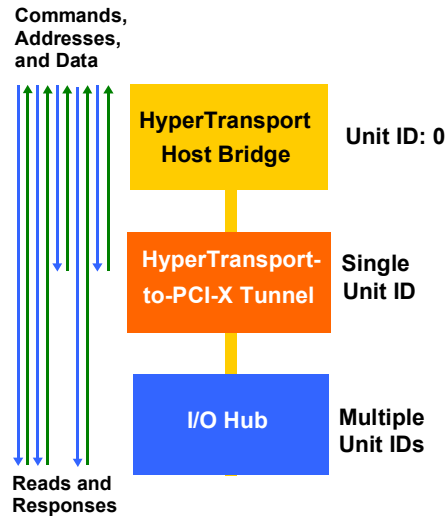 Commands,
Addresses,
and Data
HyperTransport
Host Bridge
Unit ID: 0
HyperTransport-
to-PCI-X Tunnel
Single
Unit ID
I/O Hub
Multiple
Unit IDs
Reads and
Responses